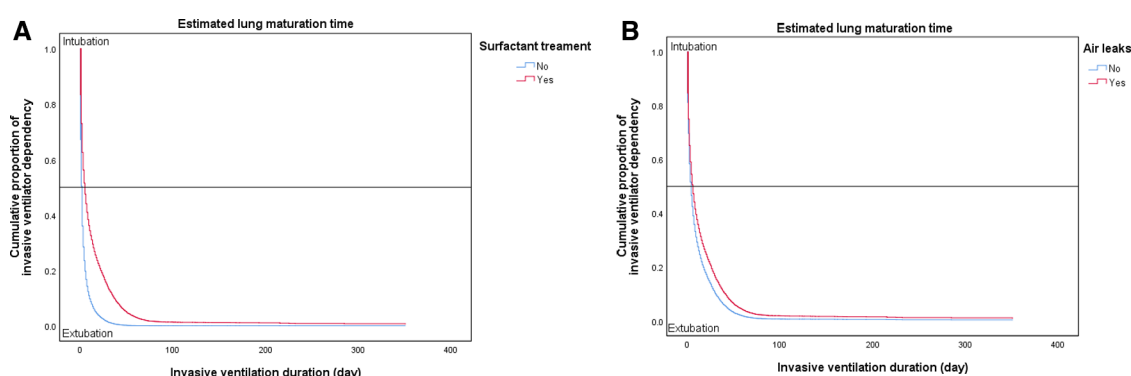 A
Estimated lung maturation time
Intubation
Surfactant treament
No
Yes
Cumulative proportion of
invasive ventilator dependency
1.0
0.8
0.6
0.4
0.2
0.0
Extubation
0
100
200
300
400
Invasive ventilation duration (day)
B
Estimated lung maturation time
Intubation
Air leaks
No
Yes
Cumulative proportion of
invasive ventilator dependency
1.0
0.8
0.6
0.4
0.2
0.0
Extubation
0
100
200
300
400
Invasive ventilation duration (day)